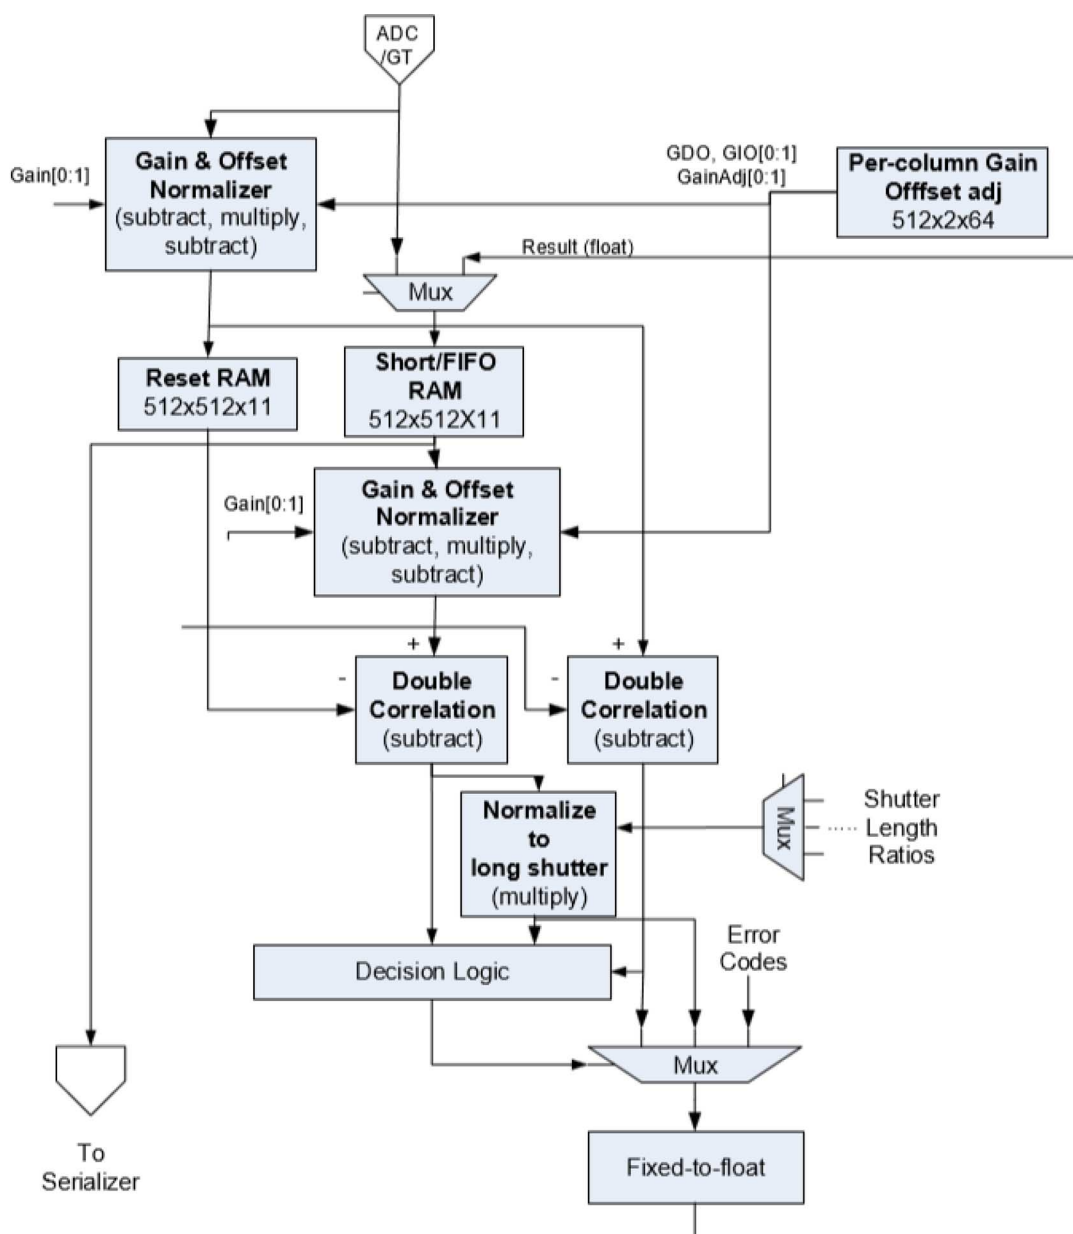 ADC
/GT
Gain & Offset
Normalizer
(subtract, multiply,
subtract)
Gain[0:1]
GDO, GIO[0:1]
GainAdj[0:1]
Per-column Gain
Offfset adj
512x2x64
Result (float)
Mux
Reset RAM
512x512x11
Short/FIFO
RAM
512x512X11
Gain[0:1]
Gain & Offset
Normalizer
(subtract, multiply,
subtract)
+
-
Double
Correlation
(subtract)
+
-
Double
Correlation
(subtract)
Normalize
to
long shutter
(multiply)
Mux
Shutter
..... Length
Ratios
Decision Logic
Error
Codes
Mux
To
Serializer
Fixed-to-float